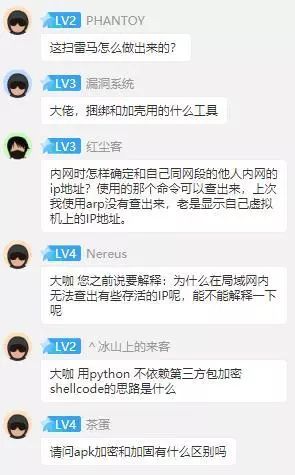 LV2 PHANTOY
这扫雷马怎么做出来的？
LV3 漏洞系统
大佬，捆绑和加壳用的什么工具
LV3 红尘客
内网时怎样确定和自己同网段的他人内网的
ip地址？使用的那个命令可以查出来，上次
我使用arp没有查出来，老是显示自己虚拟
机上的IP地址。
LV4 Nereus
大咖 您之前说要解释：为什么在局域网内
无法查出有些存活的IP呢，能不能解释一下
呢
LV2 ^冰山上的来客
大咖 用python 不依赖第三方包加密
shellcode的思路是什么
LV4 茶蛋
请问apk加密和加固有什么区别吗